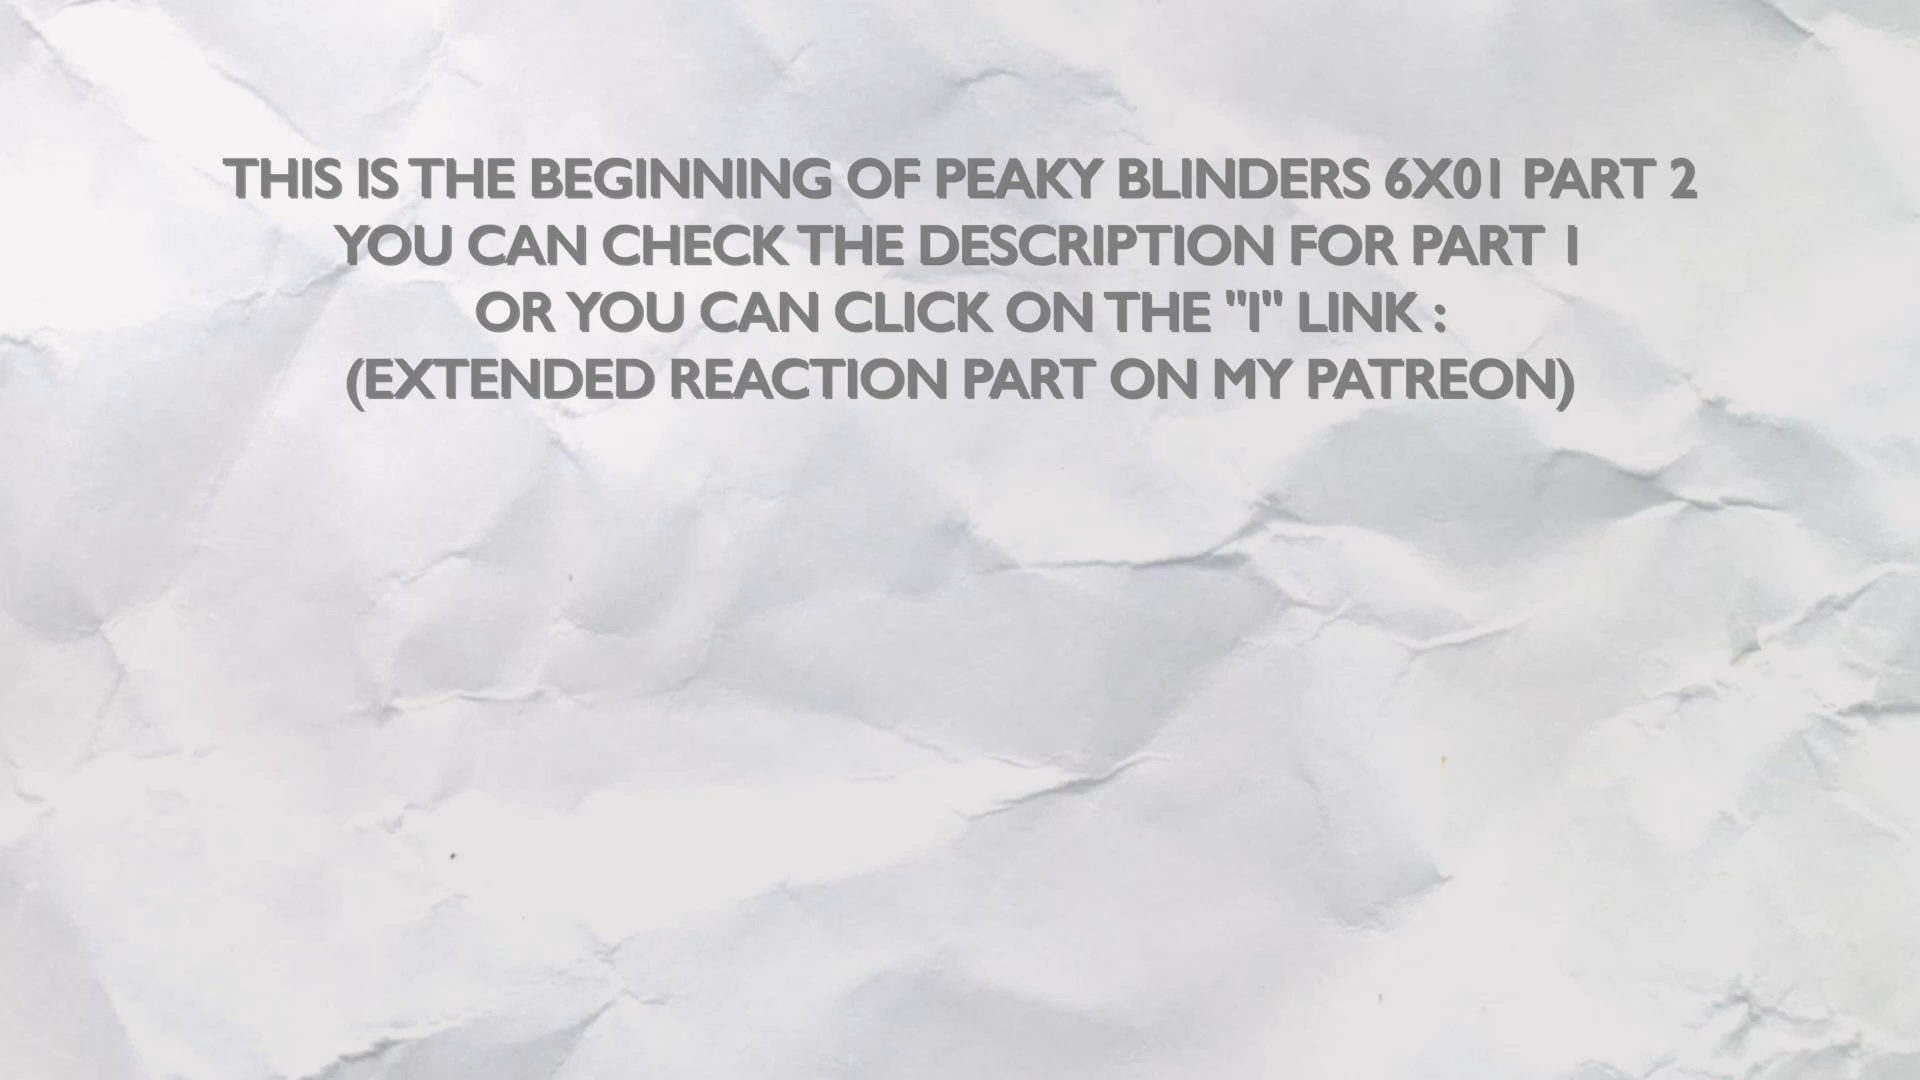 THIS IS THE BEGINNING OF PEAKY BLINDERS 6X01 PART 2
YOU CAN CHECK THE DESCRIPTION FOR PART 1
OR YOU CAN CLICK ON THE "I" LINK :
(EXTENDED REACTION PART ON MY PATREON)